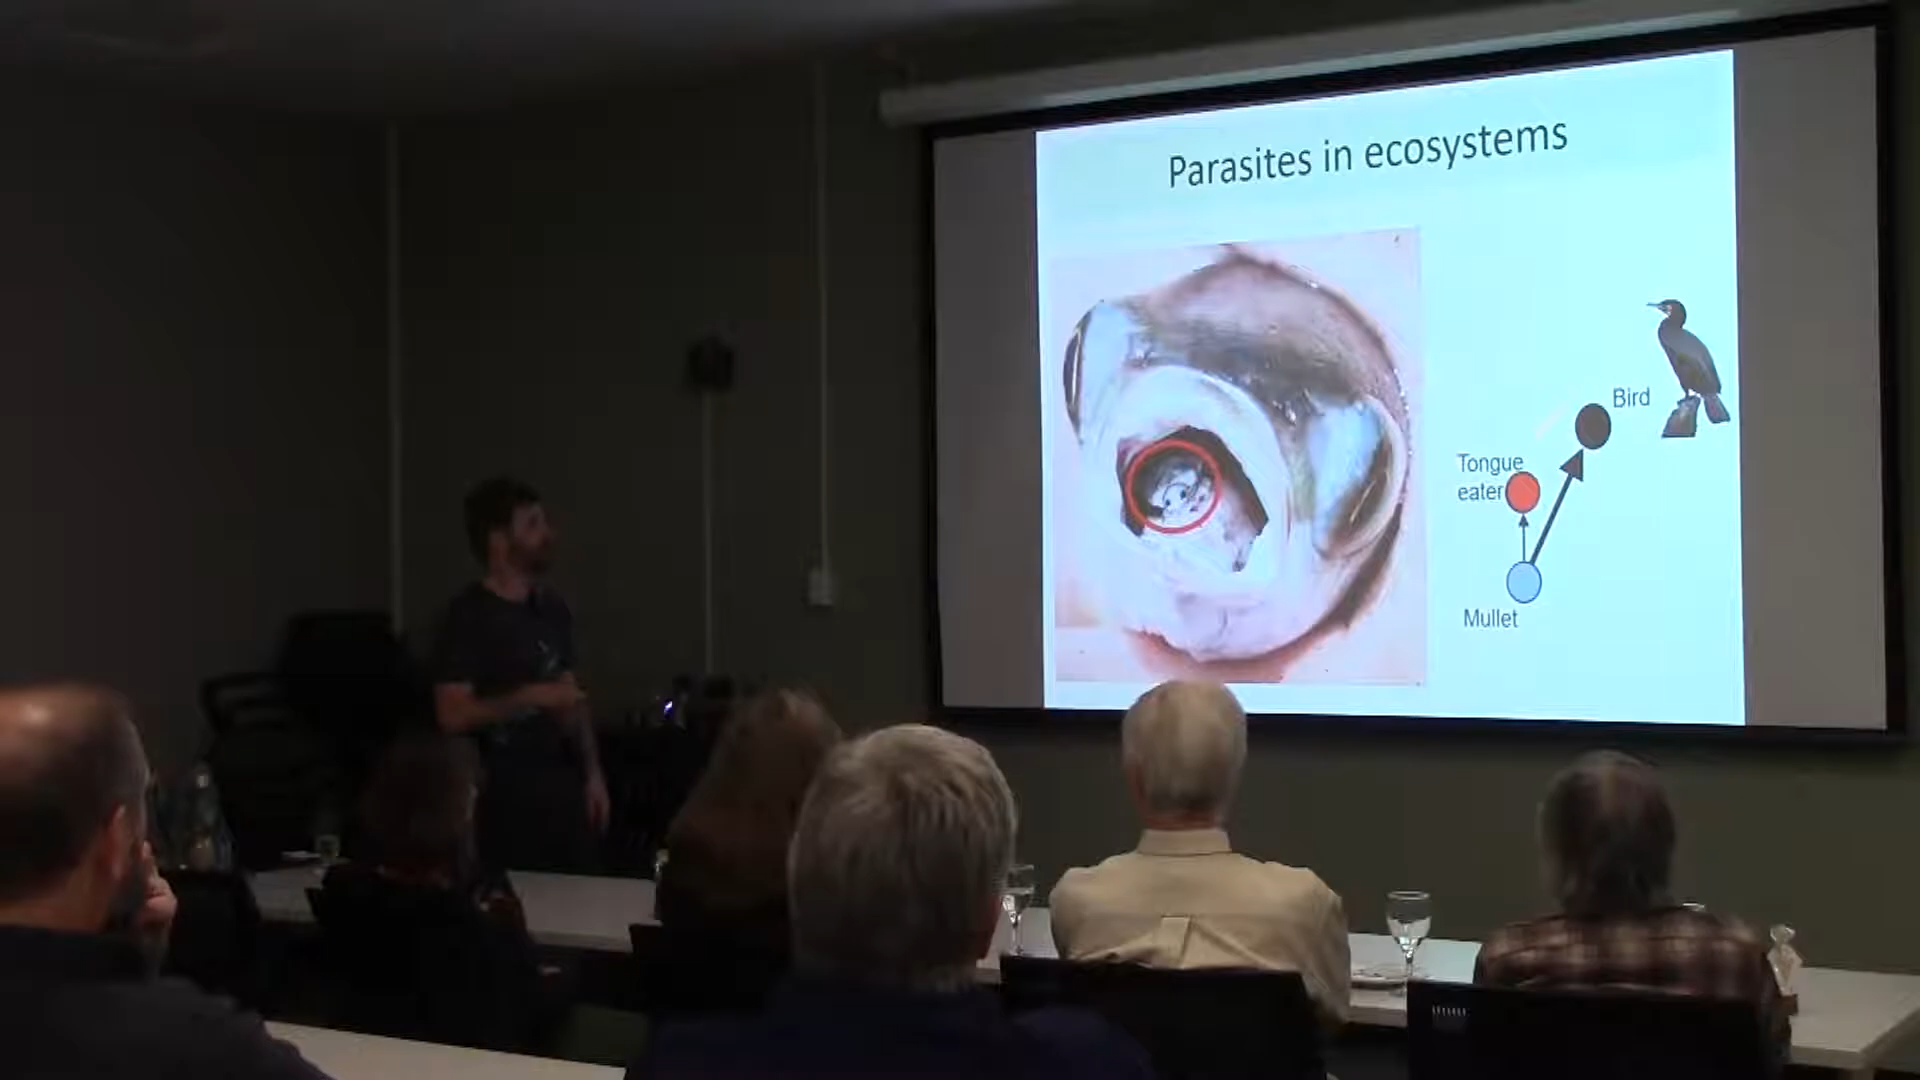 Parasites in ecosystems
Bird
Tongue
eater
Mullet